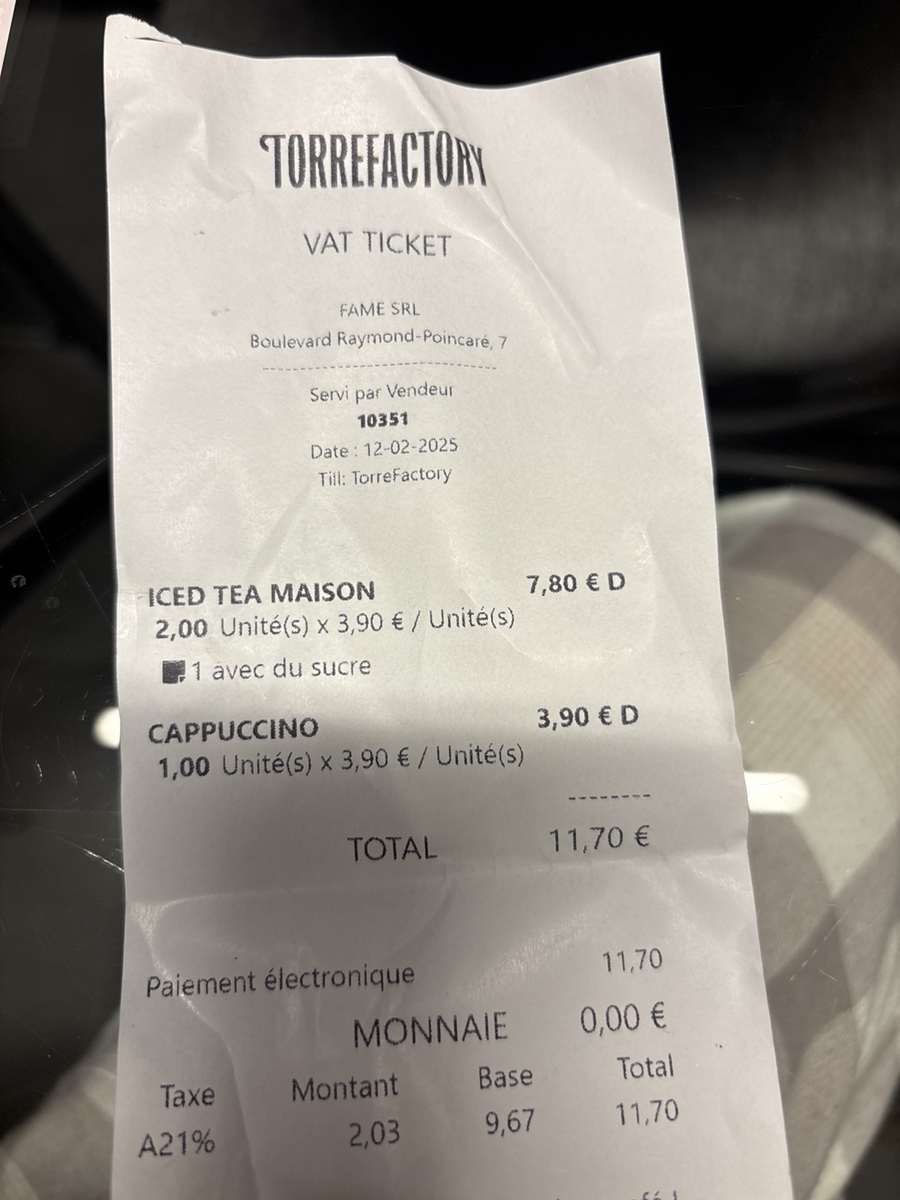 TORREFACTORY
VAT TICKET
FAME SRL
Boulevard Raymond-Poincaré, 7
--------------------------------------------
Servi par Vendeur
10351
Date : 12-02-2025
Till: TorreFactory
ICED TEA MAISON 7,80 € D
2,00 Unité(s) x 3,90 € / Unité(s)
1 avec du sucre
CAPPUCCINO 3,90 € D
1,00 Unité(s) x 3,90 € / Unité(s)
--------
TOTAL 11,70 €
Paiement électronique 11,70
MONNAIE 0,00 €
Taxe Montant Base Total
A21% 2,03 9,67 11,70